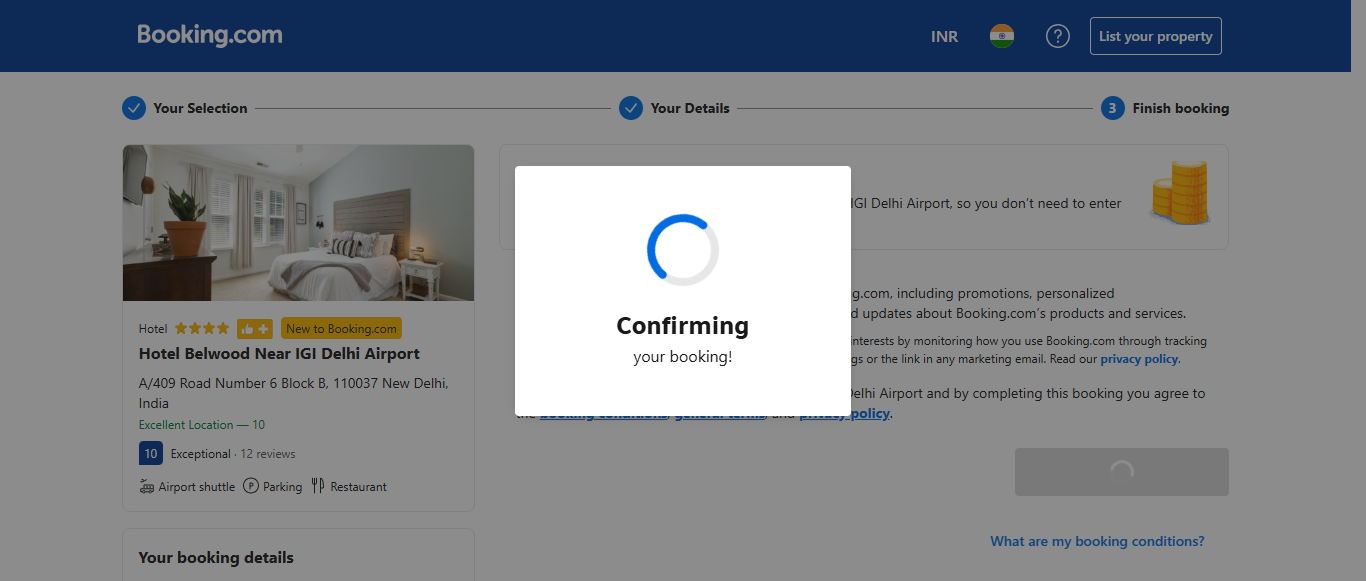 Booking.com
INR
?
List your property
Your Selection
Your Details
3 Finish booking
Hotel New to Booking.com
Hotel Belwood Near IGI Delhi Airport
A/409 Road Number 6 Block B, 110037 New Delhi,
India
Excellent Location — 10
10 Exceptional · 12 reviews
Airport shuttle P Parking Restaurant
Your booking details
IGI Delhi Airport, so you don't need to enter
Confirming
your booking!
g.com, including promotions, personalized
d updates about Booking.com's products and services.
interests by monitoring how you use Booking.com through tracking
gs or the link in any marketing email. Read our privacy policy.
Delhi Airport and by completing this booking you agree to
the booking conditions, general terms, and privacy policy.
What are my booking conditions?